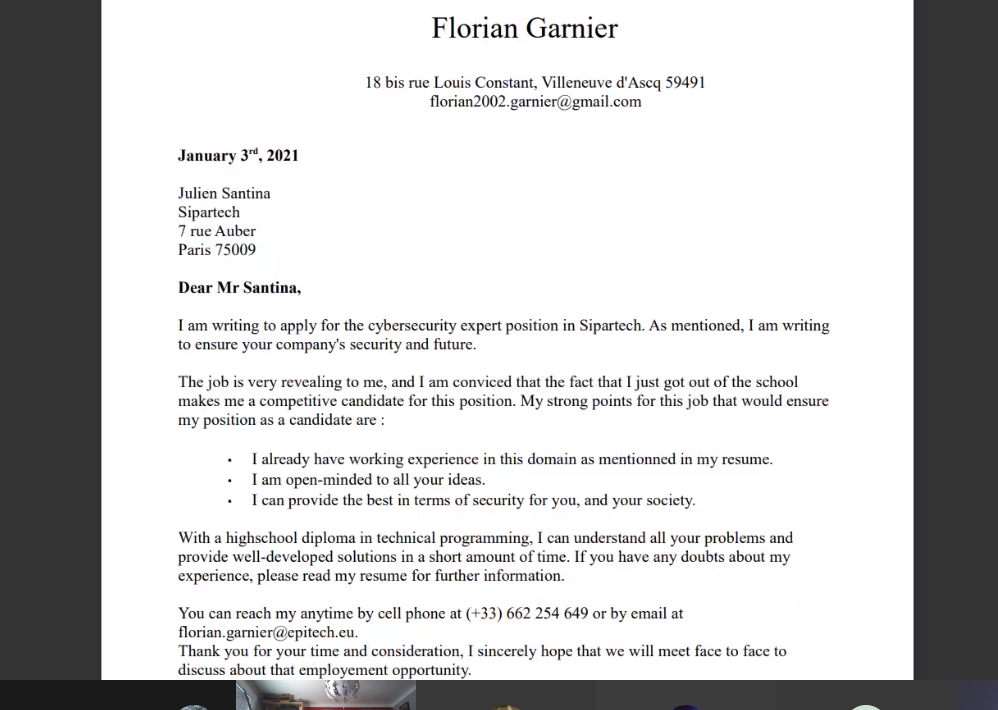 Florian Garnier
18 bis rue Louis Constant, Villeneuve d'Ascq 59491
florian2002.garnier@gmail.com
January 3rd, 2021
Julien Santina
Sipartech
7 rue Auber
Paris 75009
Dear Mr Santina,
I am writing to apply for the cybersecurity expert position in Sipartech. As mentioned, I am writing
to ensure your company's security and future.
The job is very revealing to me, and I am conviced that the fact that I just got out of the school
makes me a competitive candidate for this position. My strong points for this job that would ensure
my position as a candidate are :
• I already have working experience in this domain as mentionned in my resume.
• I am open-minded to all your ideas.
• I can provide the best in terms of security for you, and your society.
With a highschool diploma in technical programming, I can understand all your problems and
provide well-developed solutions in a short amount of time. If you have any doubts about my
experience, please read my resume for further information.
You can reach my anytime by cell phone at (+33) 662 254 649 or by email at
florian.garnier@epitech.eu.
Thank you for your time and consideration, I sincerely hope that we will meet face to face to
discuss about that employement opportunity.